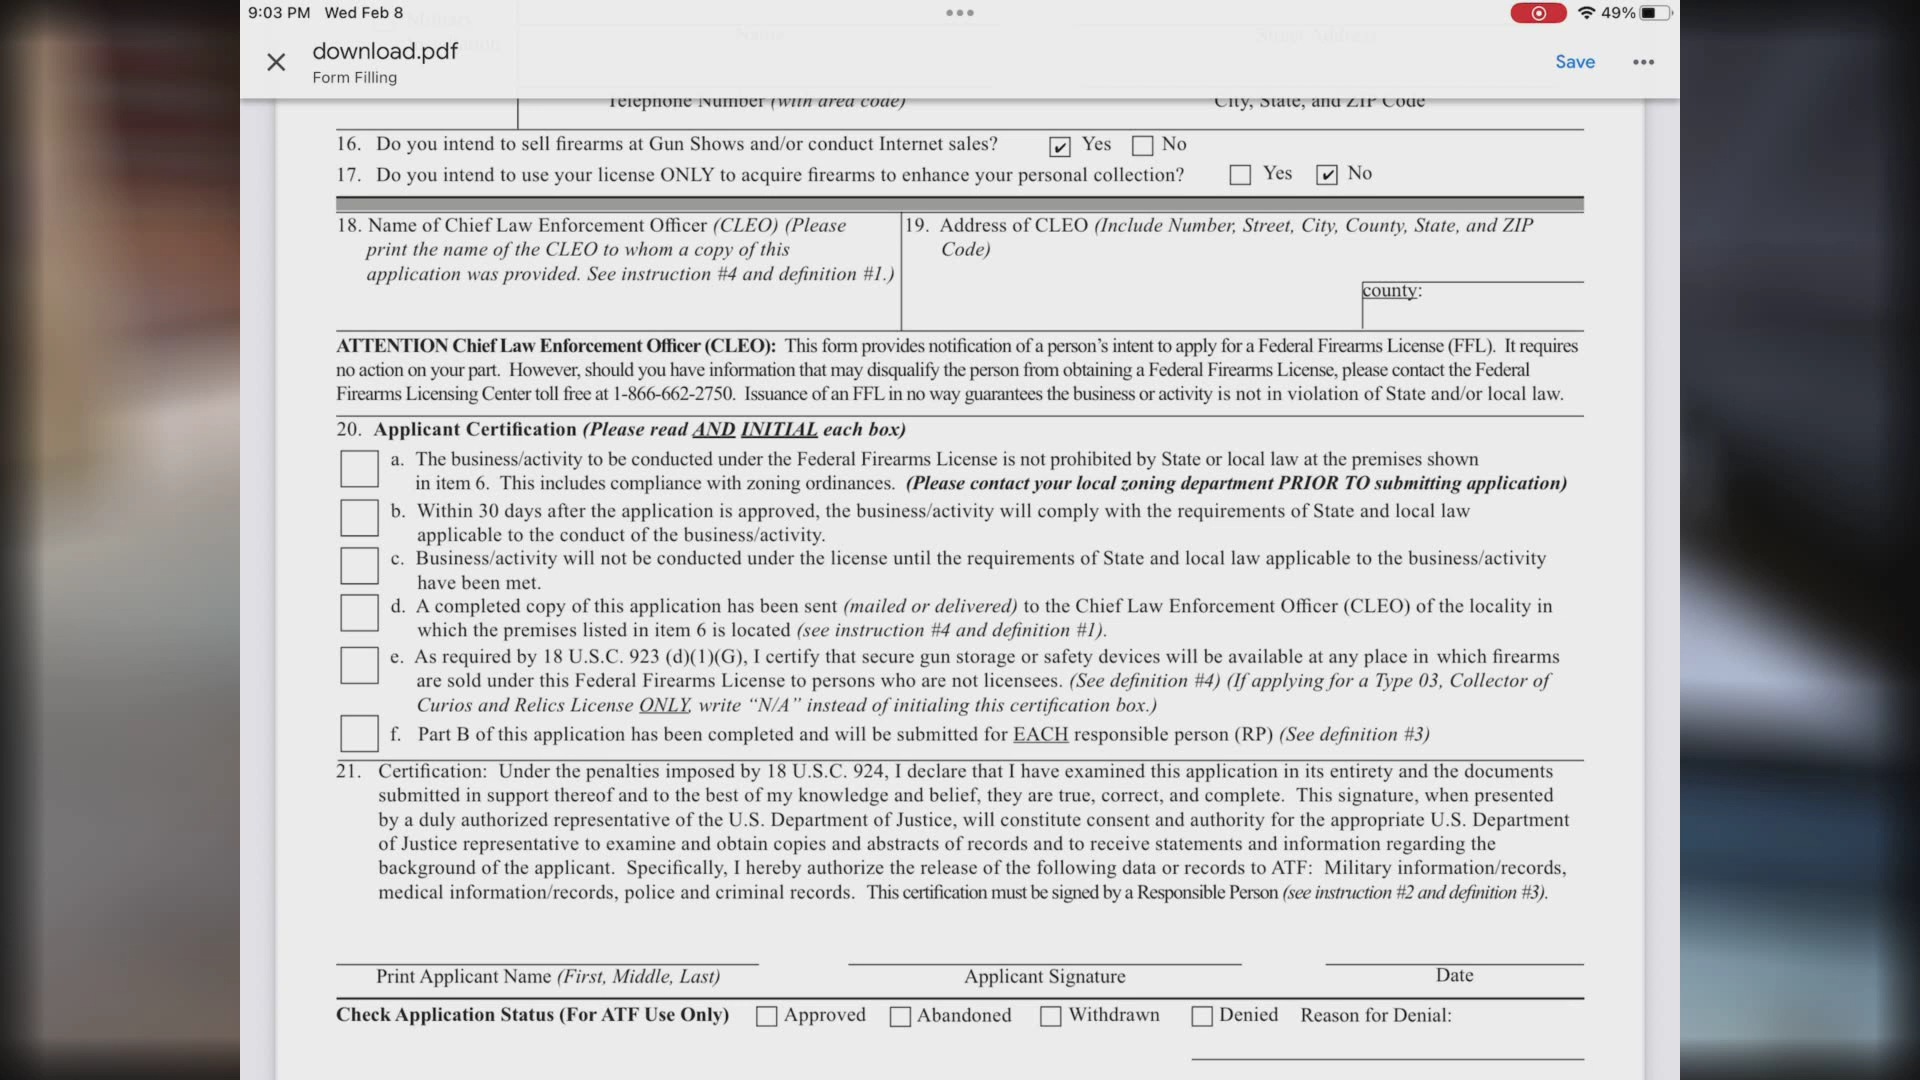 9:03 PM Wed Feb 8
49%
download.pdf
Form Filling
Save
Telephone Number (with area code)
City, State, and ZIP Code
16. Do you intend to sell firearms at Gun Shows and/or conduct Internet sales? Yes No
17. Do you intend to use your license ONLY to acquire firearms to enhance your personal collection? Yes No
18. Name of Chief Law Enforcement Officer (CLEO) (Please
print the name of the CLEO to whom a copy of this
application was provided. See instruction #4 and definition #1.)
19. Address of CLEO (Include Number, Street, City, County, State, and ZIP
Code)
county:
ATTENTION Chief Law Enforcement Officer (CLEO): This form provides notification of a person's intent to apply for a Federal Firearms License (FFL). It requires
no action on your part. However, should you have information that may disqualify the person from obtaining a Federal Firearms License, please contact the Federal
Firearms Licensing Center toll free at 1-866-662-2750. Issuance of an FFL in no way guarantees the business or activity is not in violation of State and/or local law.
20. Applicant Certification (Please read AND INITIAL each box)
a. The business/activity to be conducted under the Federal Firearms License is not prohibited by State or local law at the premises shown
in item 6. This includes compliance with zoning ordinances. (Please contact your local zoning department PRIOR TO submitting application)
b. Within 30 days after the application is approved, the business/activity will comply with the requirements of State and local law
applicable to the conduct of the business/activity.
c. Business/activity will not be conducted under the license until the requirements of State and local law applicable to the business/activity
have been met.
d. A completed copy of this application has been sent (mailed or delivered) to the Chief Law Enforcement Officer (CLEO) of the locality in
which the premises listed in item 6 is located (see instruction #4 and definition #1).
e. As required by 18 U.S.C. 923 (d)(1)(G), I certify that secure gun storage or safety devices will be available at any place in which firearms
are sold under this Federal Firearms License to persons who are not licensees. (See definition #4) (If applying for a Type 03, Collector of
Curios and Relics License ONLY, write "N/A" instead of initialing this certification box.)
f. Part B of this application has been completed and will be submitted for EACH responsible person (RP) (See definition #3)
21. Certification: Under the penalties imposed by 18 U.S.C. 924, I declare that I have examined this application in its entirety and the documents
submitted in support thereof and to the best of my knowledge and belief, they are true, correct, and complete. This signature, when presented
by a duly authorized representative of the U.S. Department of Justice, will constitute consent and authority for the appropriate U.S. Department
of Justice representative to examine and obtain copies and abstracts of records and to receive statements and information regarding the
background of the applicant. Specifically, I hereby authorize the release of the following data or records to ATF: Military information/records,
medical information/records, police and criminal records. This certification must be signed by a Responsible Person (see instruction #2 and definition #3).
Print Applicant Name (First, Middle, Last)
Applicant Signature
Date
Check Application Status (For ATF Use Only) Approved Abandoned Withdrawn Denied Reason for Denial: